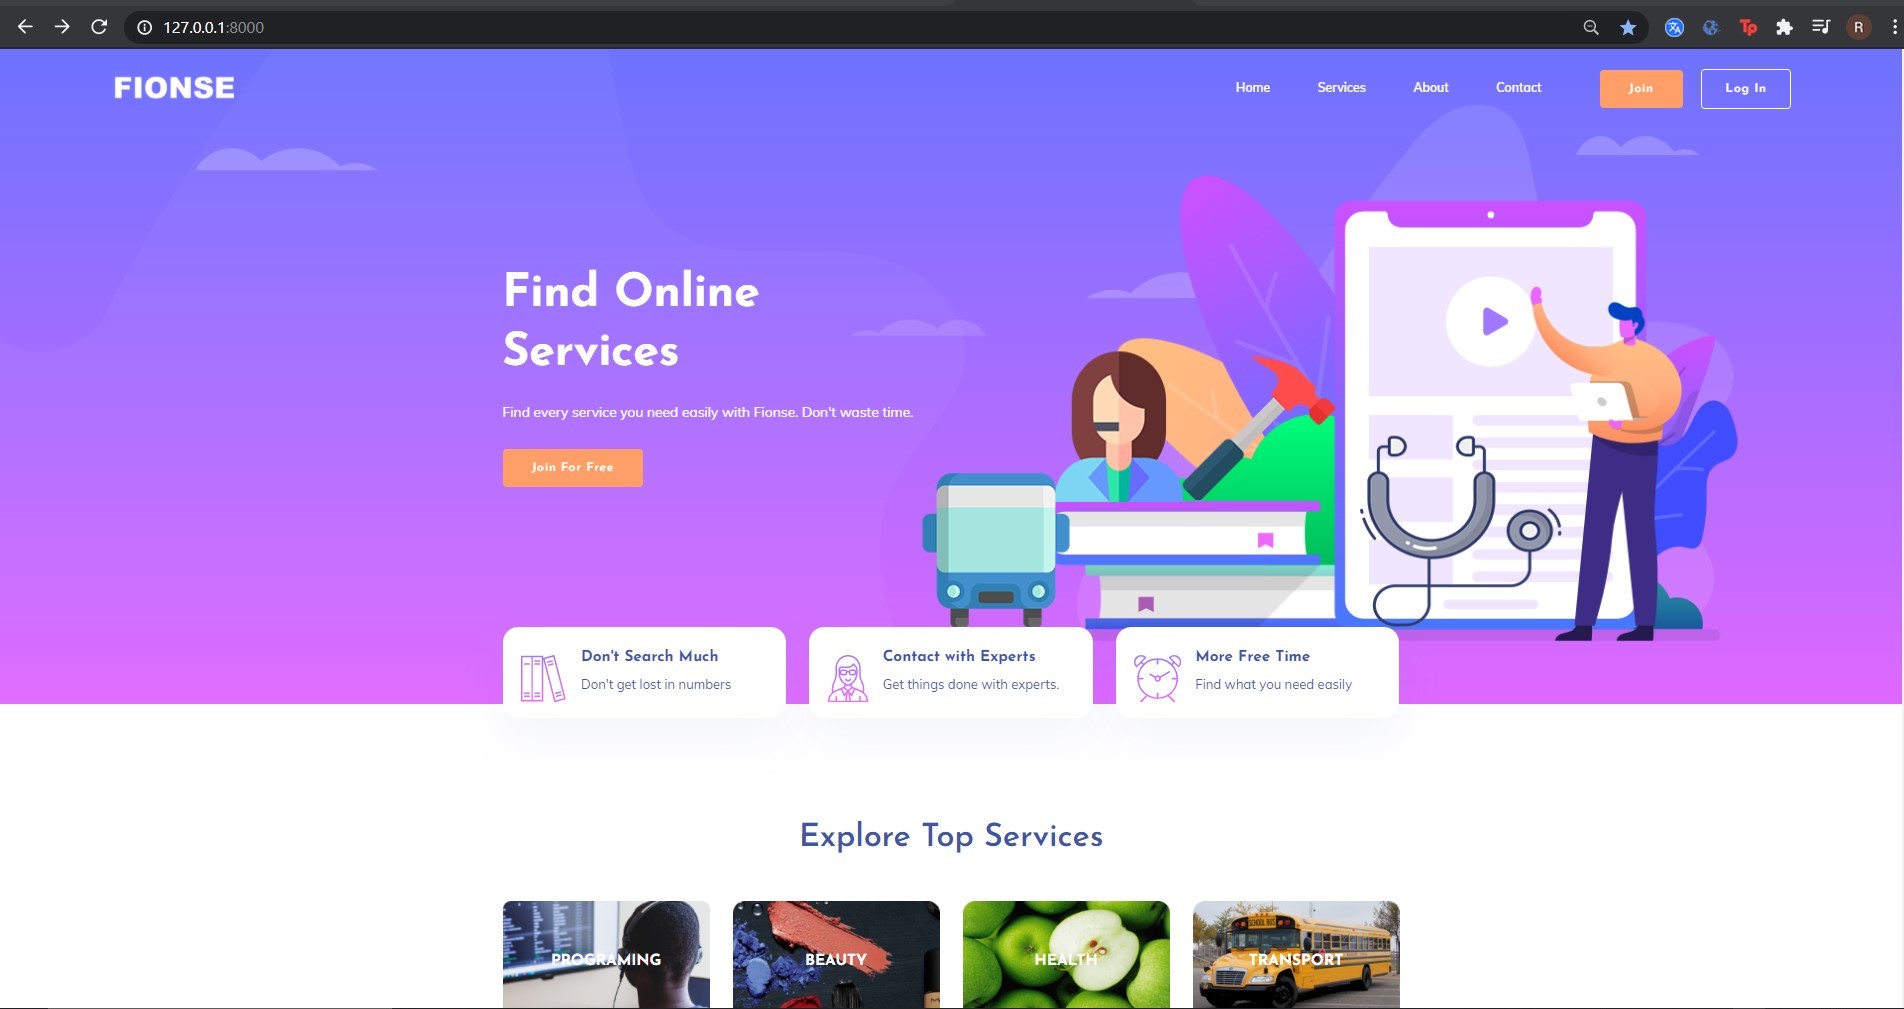 127.0.0.1:8000
Tp
R
FIONSE
Home
Services
About
Contact
Join
Log In
Find Online
Services
Find every service you need easily with Fionse. Don't waste time.
Join For Free
Don't Search Much
Don't get lost in numbers
Contact with Experts
Get things done with experts.
More Free Time
Find what you need easily
Explore Top Services
PROGRAMING
BEAUTY
HEALTH
SCHOOL BUS
TRANSPORT